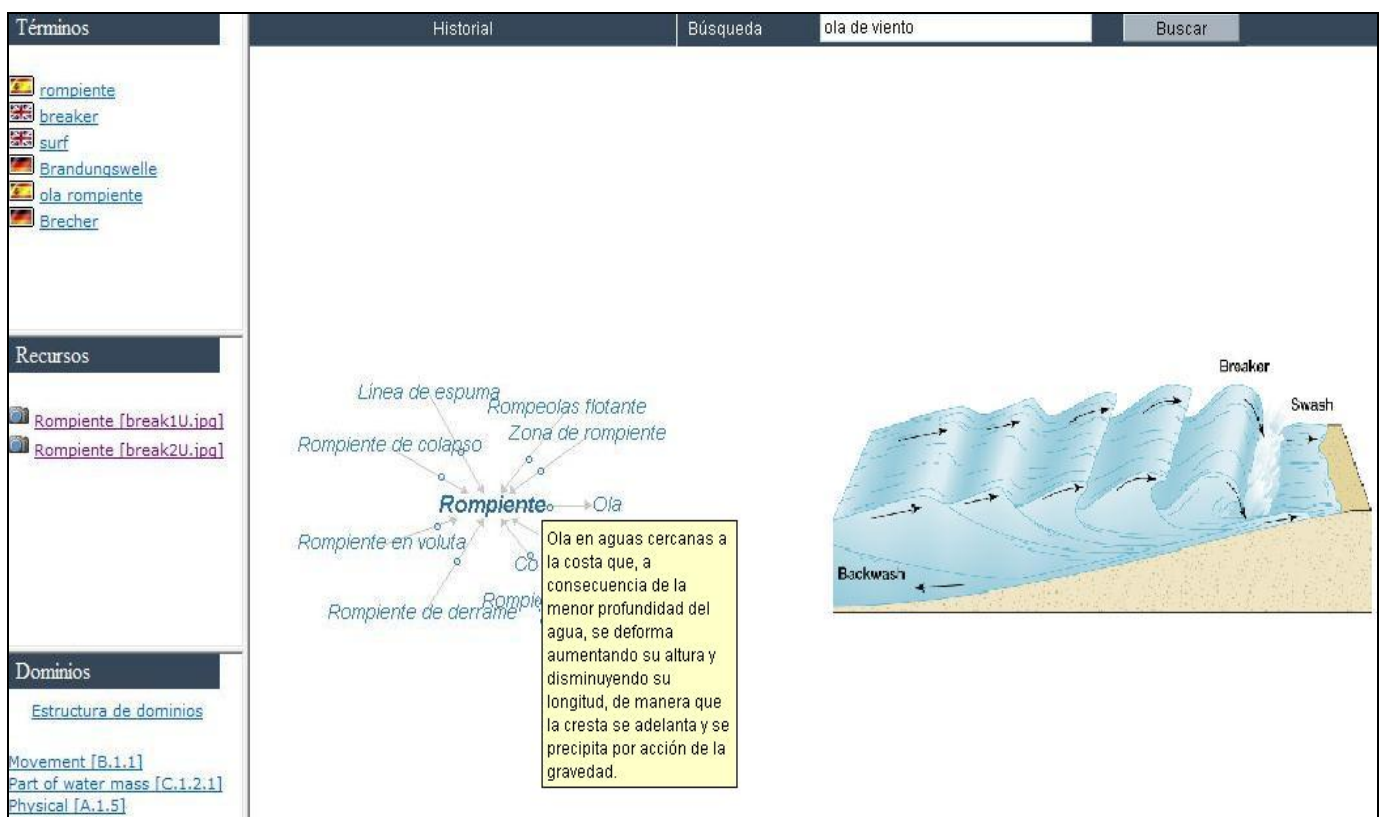 Términos
rompiente
breaker
surf
Brandungswelle
ola rompiente
Brecher
Recursos
Rompiente [break1U.jpg]
Rompiente [break2U.jpg]
Dominios
Estructura de dominios
Movement [B.1.1]
Part of water mass [C.1.2.1]
Physical [A.1.5]
Historial
Búsqueda
ola de viento
Buscar
Línea de espuma
Rompeolas flotante
Rompiente de colapso
Zona de rompiente
Rompiente
Ola
Rompiente en voluta
Rompiente de derrame
Ola en aguas cercanas a
la costa que, a
consecuencia de la
menor profundidad del
agua, se deforma
aumentando su altura y
disminuyendo su
longitud, de manera que
la cresta se adelanta y se
precipita por acción de la
gravedad.
Breaker
Swash
Backwash